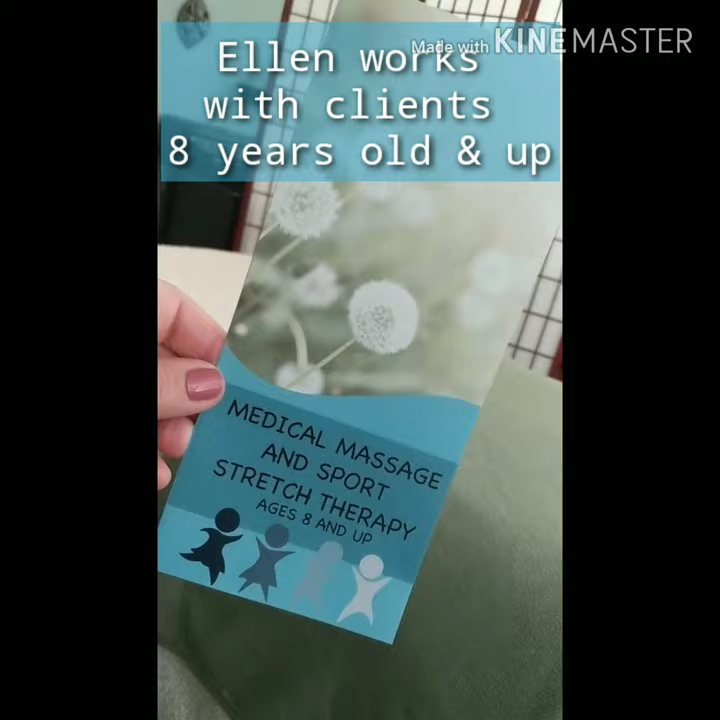 Made with KINEMASTER
Ellen works
with clients
8 years old & up
MEDICAL MASSAGE
AND SPORT
STRETCH THERAPY
AGES 8 AND UP